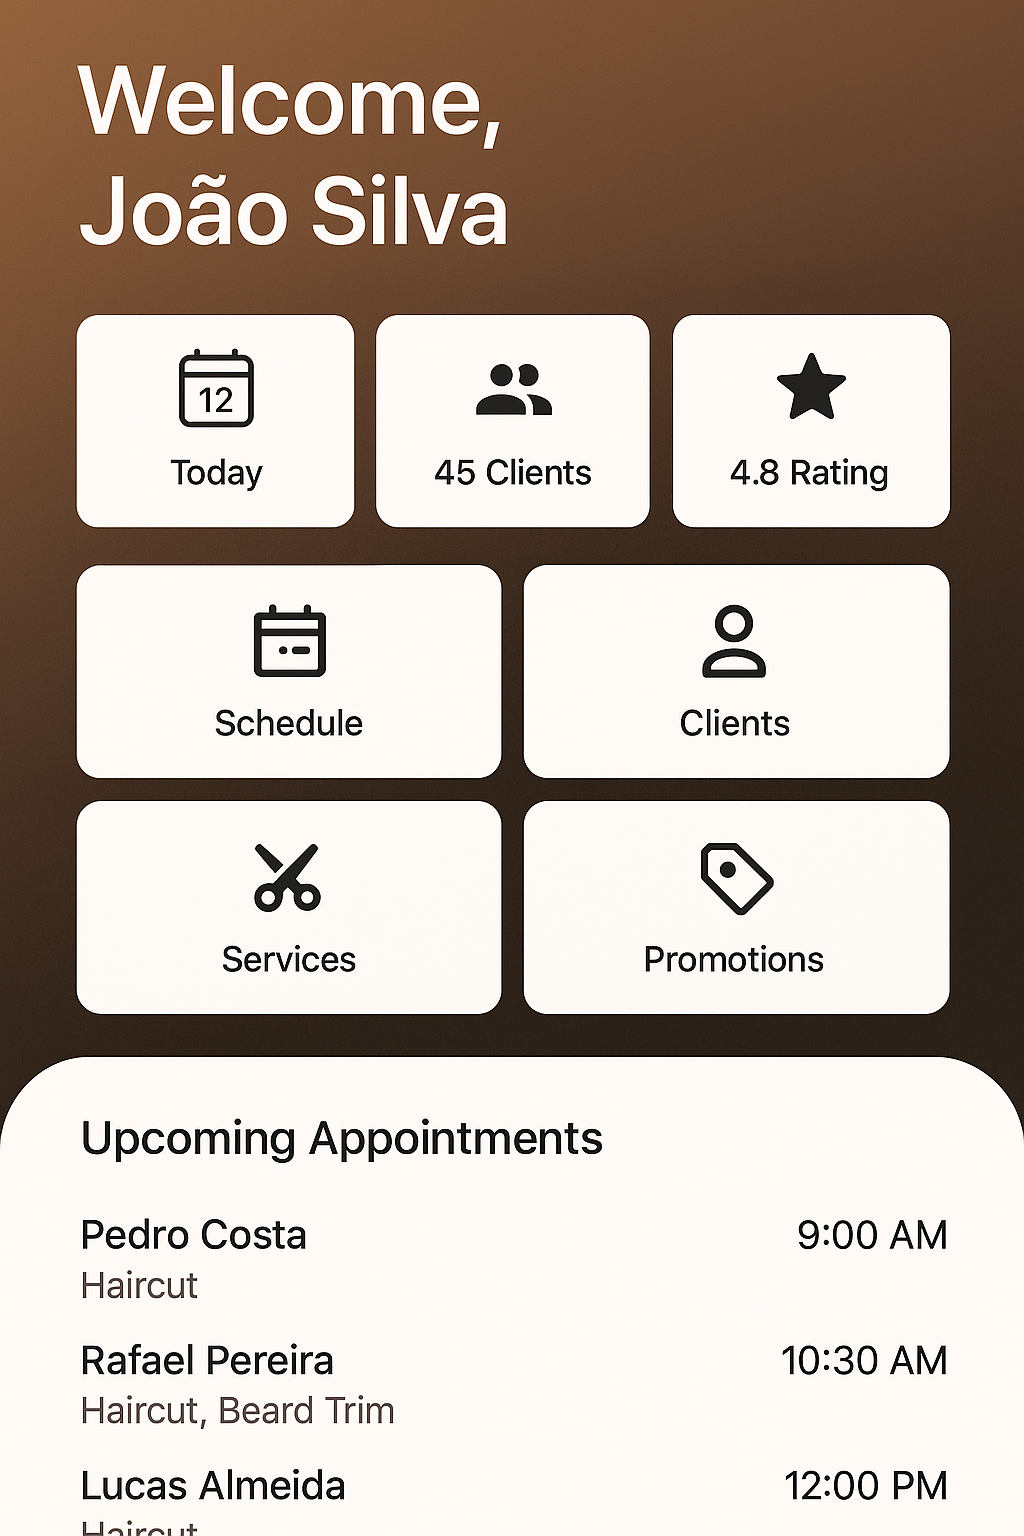 Welcome,
João Silva
12
Today
45 Clients
4.8 Rating
Schedule
Clients
Services
Promotions
Upcoming Appointments
Pedro Costa 9:00 AM
Haircut
Rafael Pereira 10:30 AM
Haircut, Beard Trim
Lucas Almeida 12:00 PM
Haircut